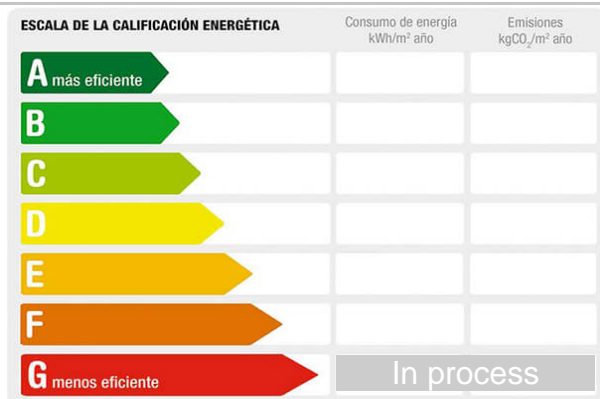 ESCALA DE LA CALIFICACIÓN ENERGÉTICA
Consumo de energía
kWh/m² año
Emisiones
kgCO₂/m² año
A más eficiente
B
C
D
E
F
G menos eficiente
In process